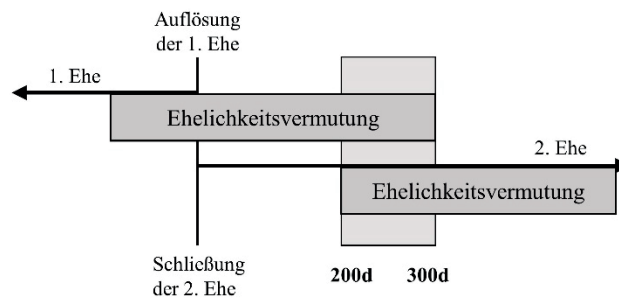 Auflösung
der 1. Ehe
1. Ehe
Ehelichkeitsvermutung
2. Ehe
Ehelichkeitsvermutung
Schließung
der 2. Ehe
200d
300d